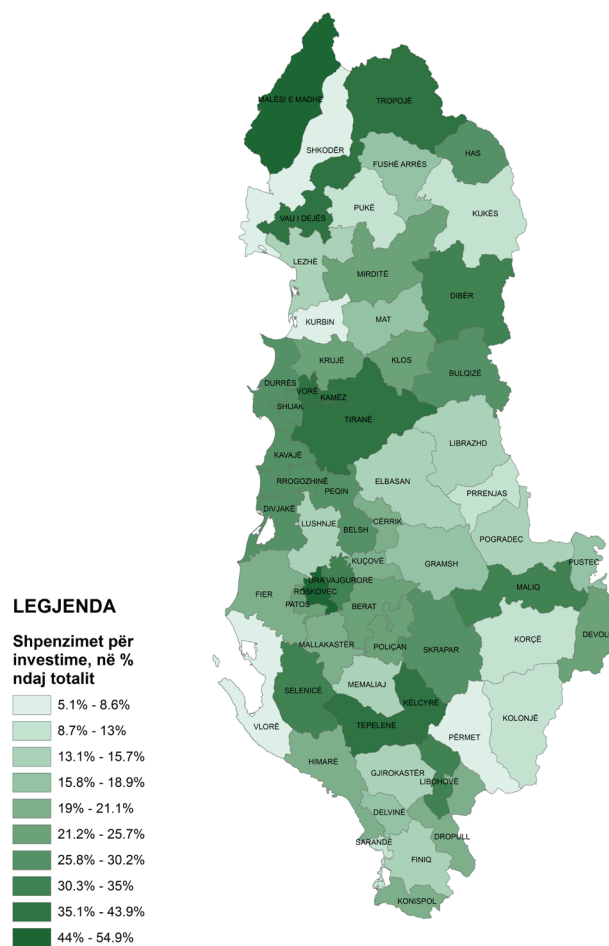 MALËSI E MADHE
TROPOJË
SHKODËR
HAS
FUSHË ARRËS
PUKË
KUKËS
VAU I DEJËS
LEZHË
MIRDITË
DIBËR
KURBIN
MAT
KRUJË
KLOS
BULQIZË
DURRËS
VORË
KAMËZ
SHIJAK
TIRANË
LIBRAZHD
KAVAJË
ELBASAN
RROGOZHINË
PEQIN
PRRENJAS
DIVJAKË
CËRRIK
LUSHNJE
BELSH
POGRADEC
KUÇOVË
GRAMSH
PUSTEC
URA VAJGURORE
MALIQ
FIER
ROSKOVEC
PATOS
BERAT
DEVOLL
KORÇË
MALLAKASTËR
POLIÇAN
SKRAPAR
MEMALIAJ
SELENICË
KËLCYRË
KOLONJË
VLORË
TEPELENË
PËRMET
HIMARË
GJIROKASTËR
LIBOHOVË
DELVINË
DROPULL
SARANDË
FINIQ
KONISPOL
LEGJENDA
Shpenzimet për
investime, në %
ndaj totalit
5.1% - 8.6%
8.7% - 13%
13.1% - 15.7%
15.8% - 18.9%
19% - 21.1%
21.2% - 25.7%
25.8% - 30.2%
30.3% - 35%
35.1% - 43.9%
44% - 54.9%